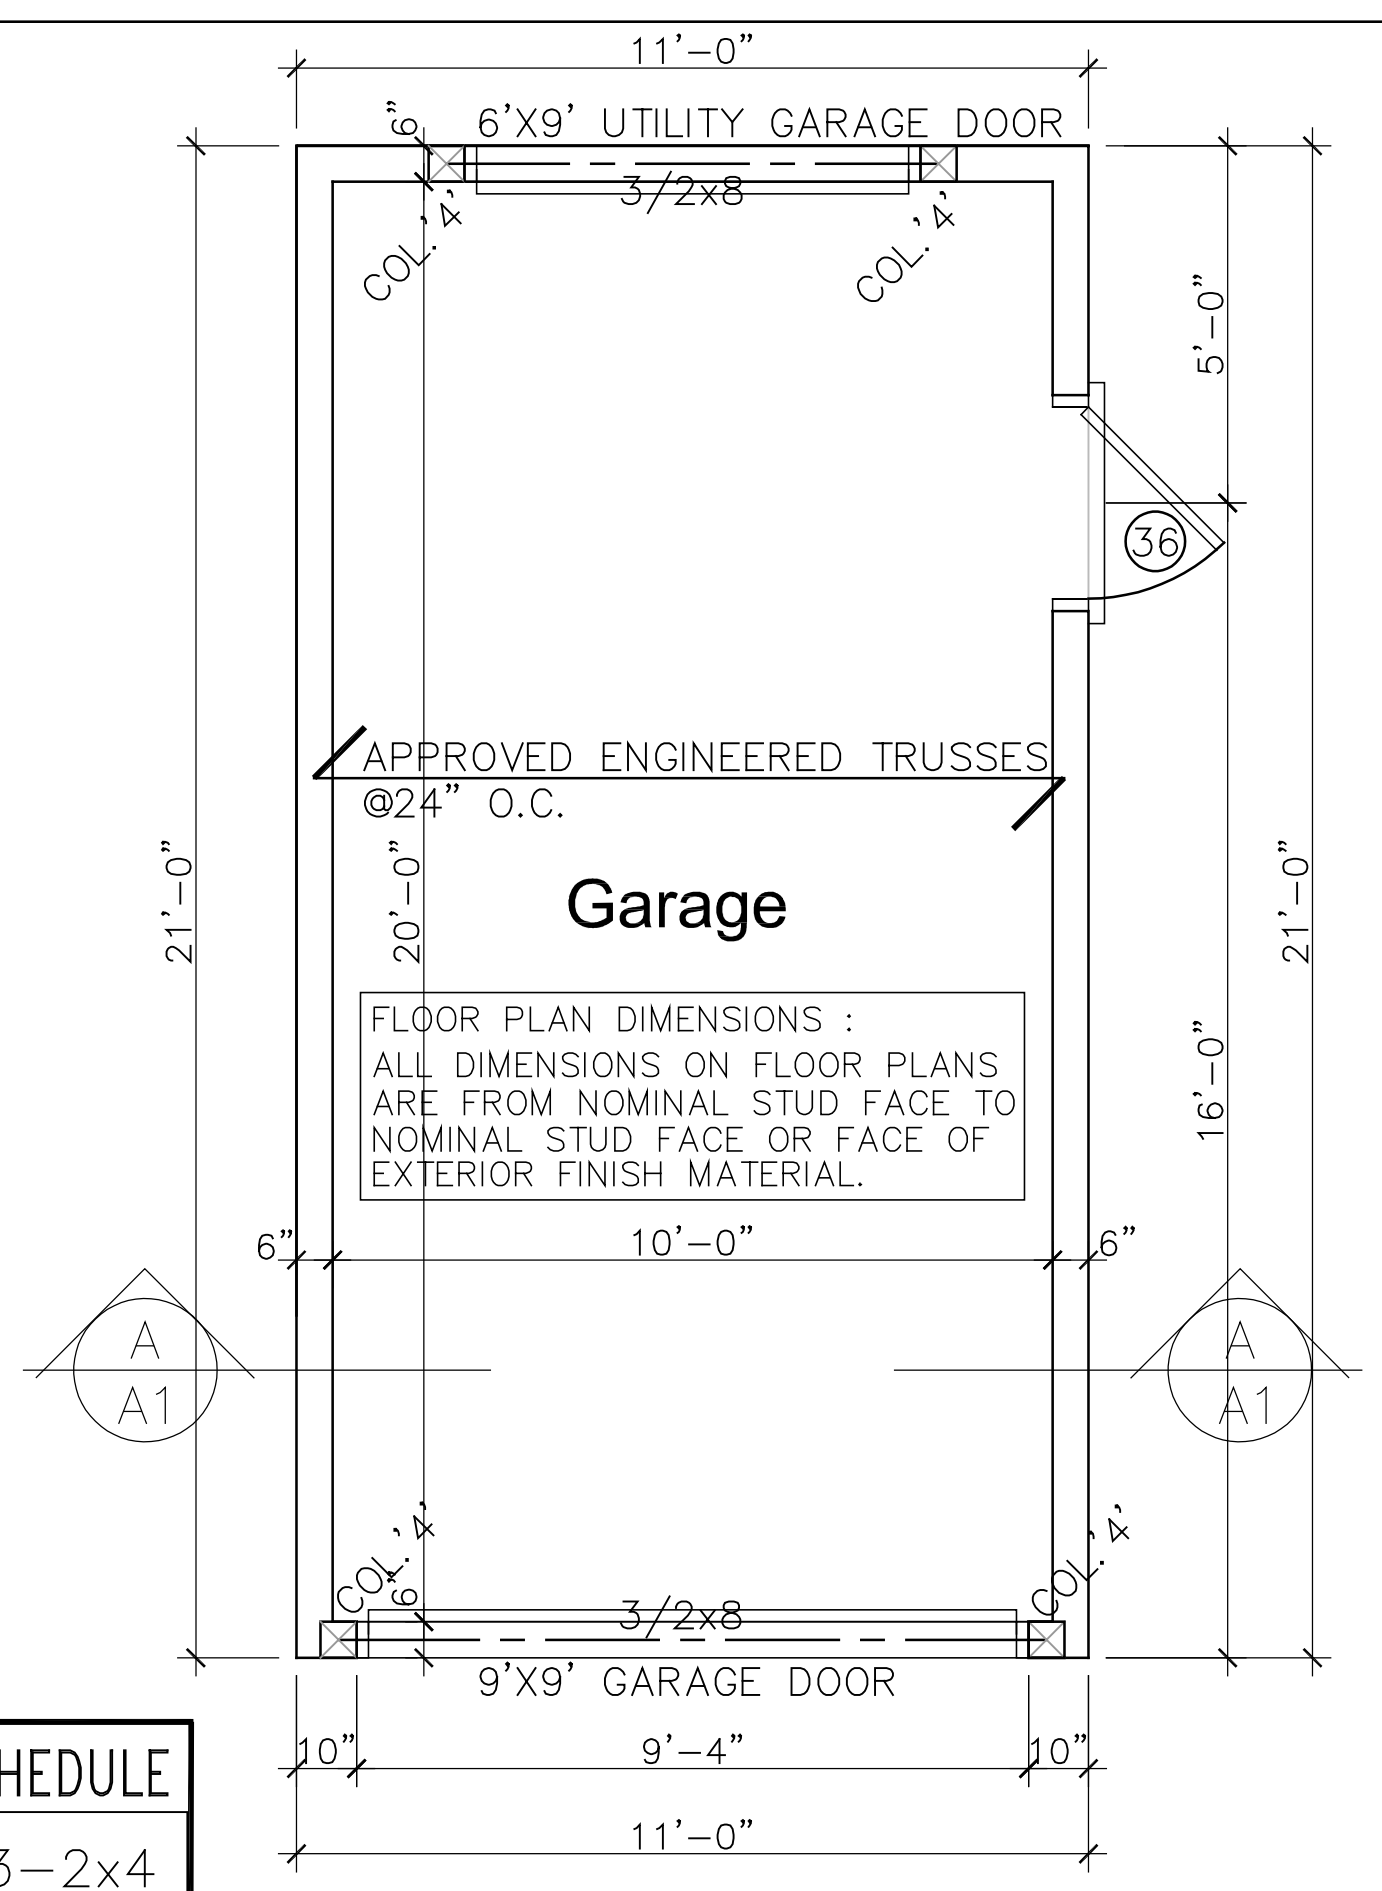 11'-0"
6"
6'X9' UTILITY GARAGE DOOR
3/2x8
COL.'4'
COL.'4'
5'-0"
36
APPROVED ENGINEERED TRUSSES
@24" O.C.
21'-0"
20'-0"
Garage
21'-0"
FLOOR PLAN DIMENSIONS :
ALL DIMENSIONS ON FLOOR PLANS
ARE FROM NOMINAL STUD FACE TO
NOMINAL STUD FACE OR FACE OF
EXTERIOR FINISH MATERIAL.
16'-0"
6"
10'-0"
6"
A
A1
A
A1
COL.'4'
COL.'4'
6"
3/2x8
9'X9' GARAGE DOOR
10"
9'-4"
10"
HEDULE
11'-0"
3-2x4